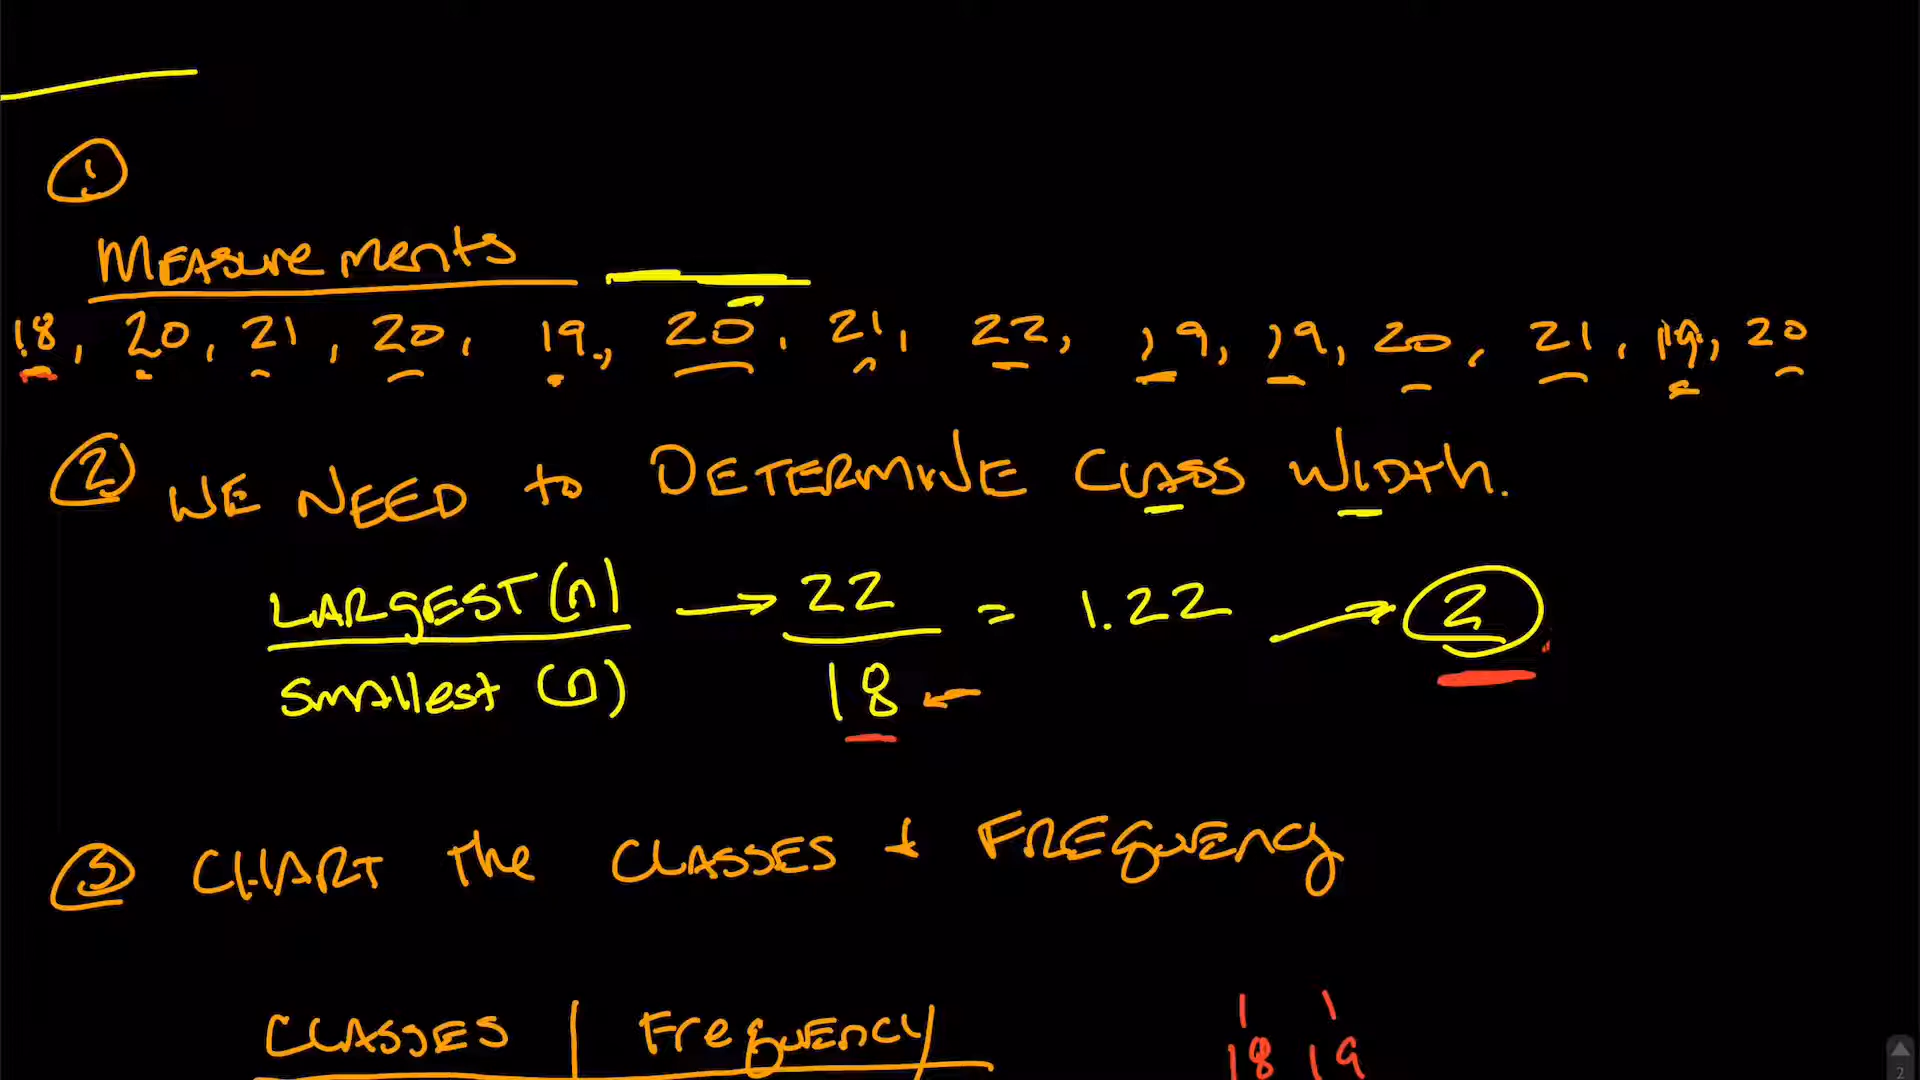 1
MEASUREMENTS
18, 20, 21, 20, 19, 20, 21, 22, 19, 19, 20, 21, 19, 20
2 WE NEED to DETERMINE CLASS WIDTH.
LARGEST (n) → 22 = 1.22 → 2
smallest (n) 18 ←
3 CHART the CLASSES + FREQUENCY
CLASSES | FREQUENCY
18 19
2